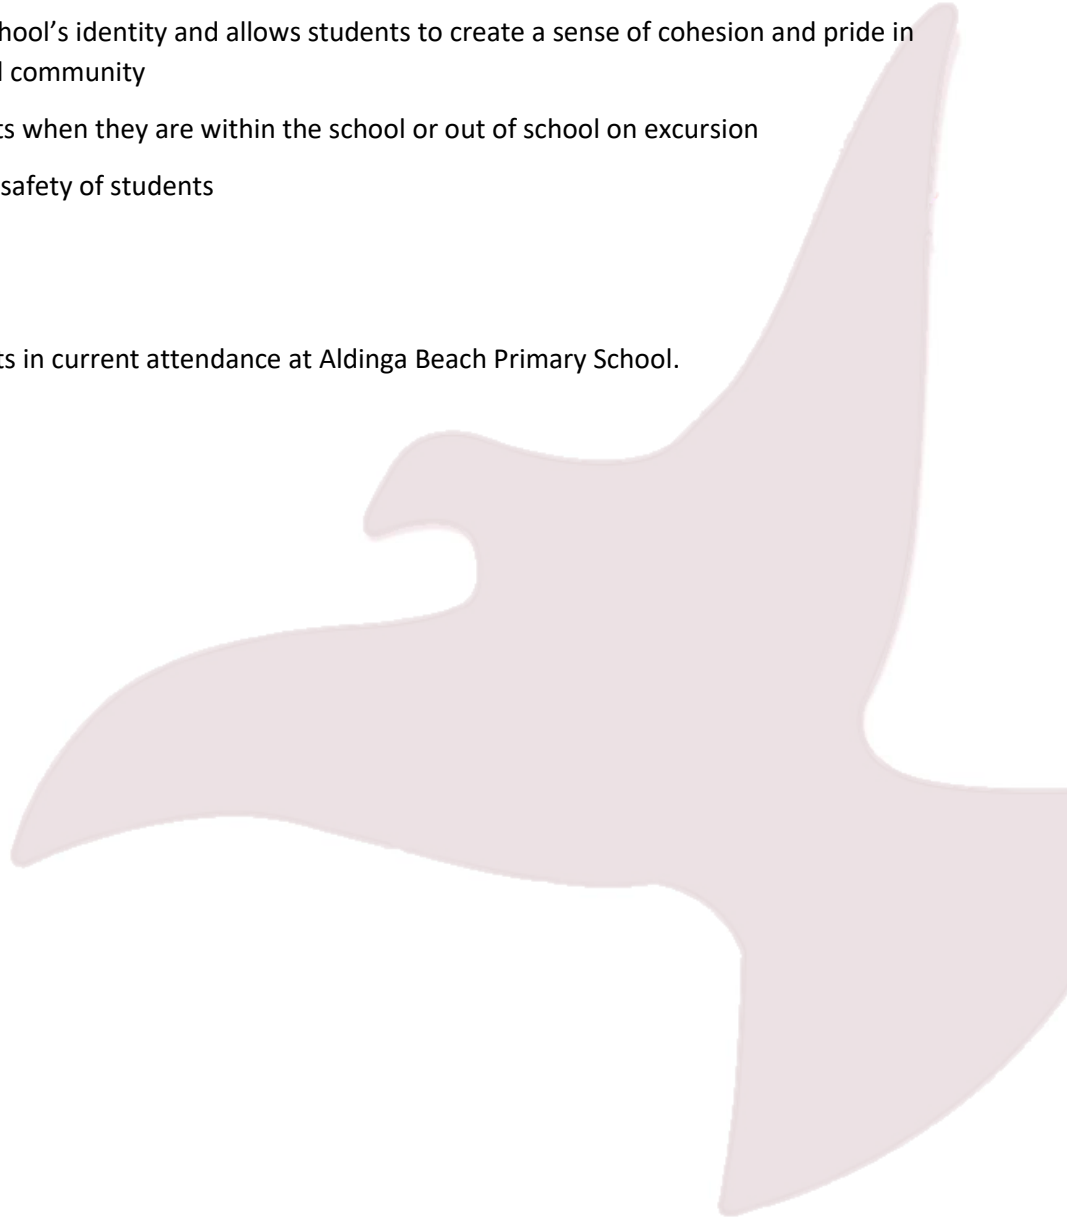 hool’s identity and allows students to create a sense of cohesion and pride in
l community
ts when they are within the school or out of school on excursion
safety of students
ts in current attendance at Aldinga Beach Primary School.